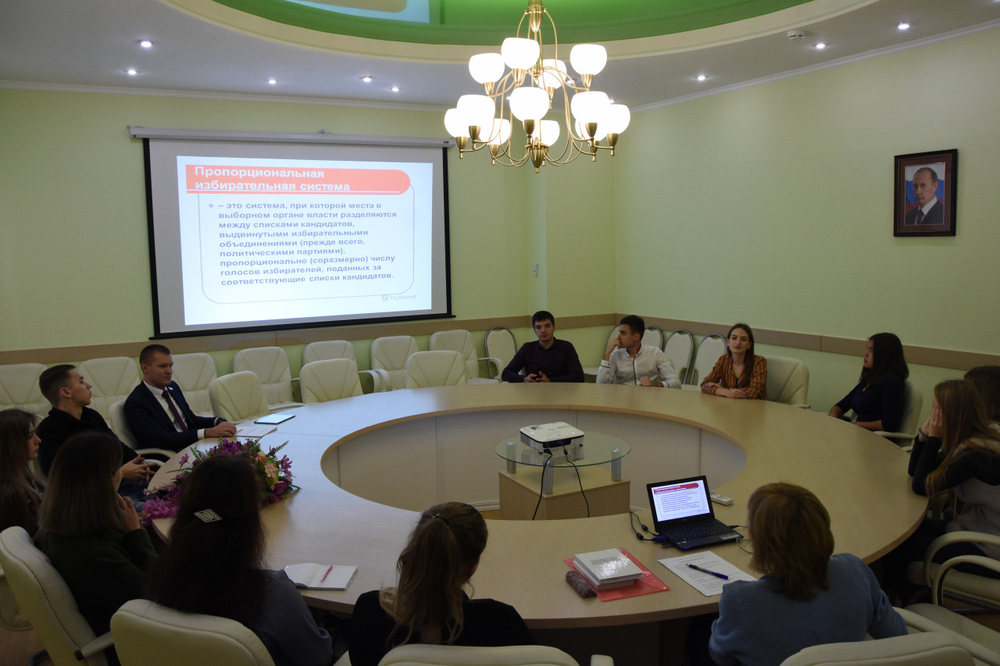 Пропорциональная
избирательная система
– это система, при которой места в
выборном органе власти разделяются
между списками кандидатов,
выдвинутыми избирательными
объединениями (прежде всего,
политическими партиями),
пропорционально (соразмерно) числу
голосов избирателей, поданных за
соответствующие списки кандидатов.
MyShared